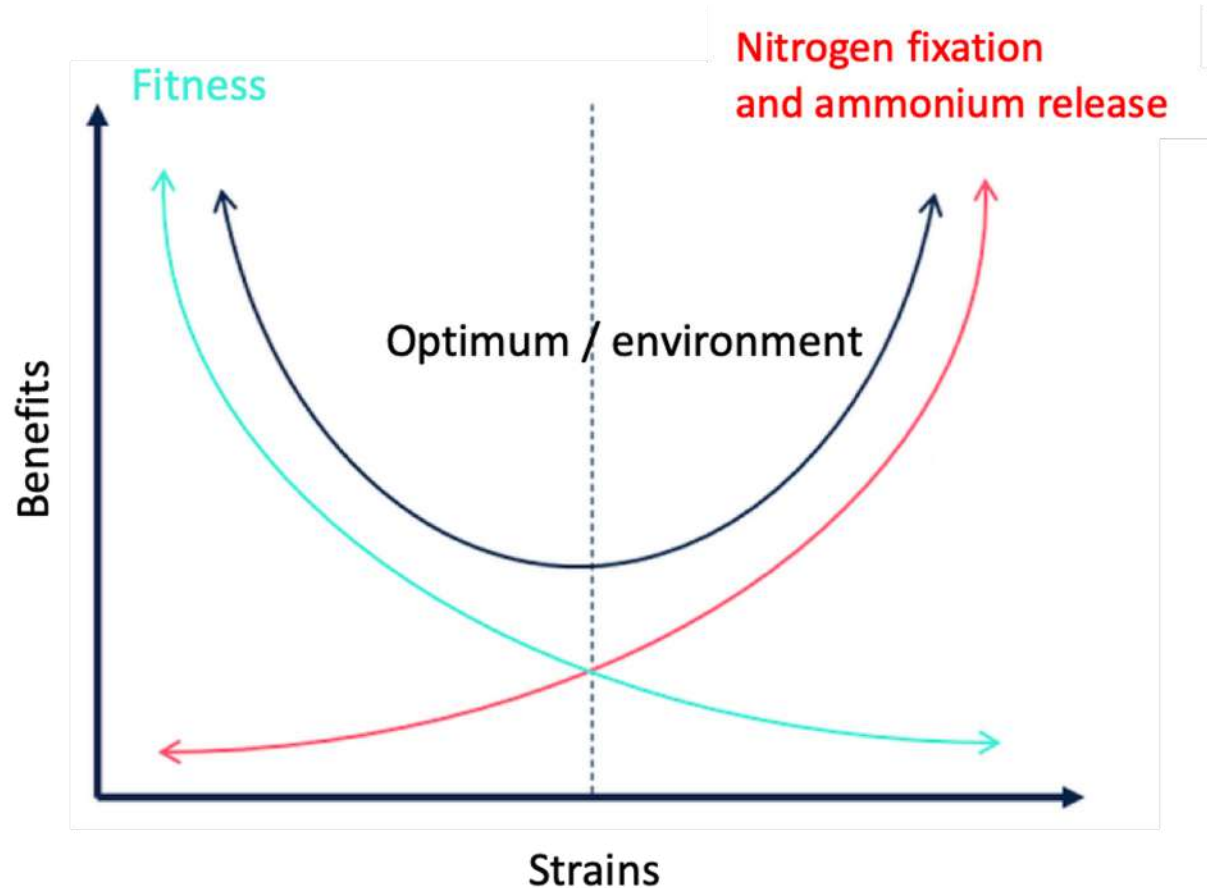 Nitrogen fixation
and ammonium release
Fitness
Optimum / environment
Benefits
Strains